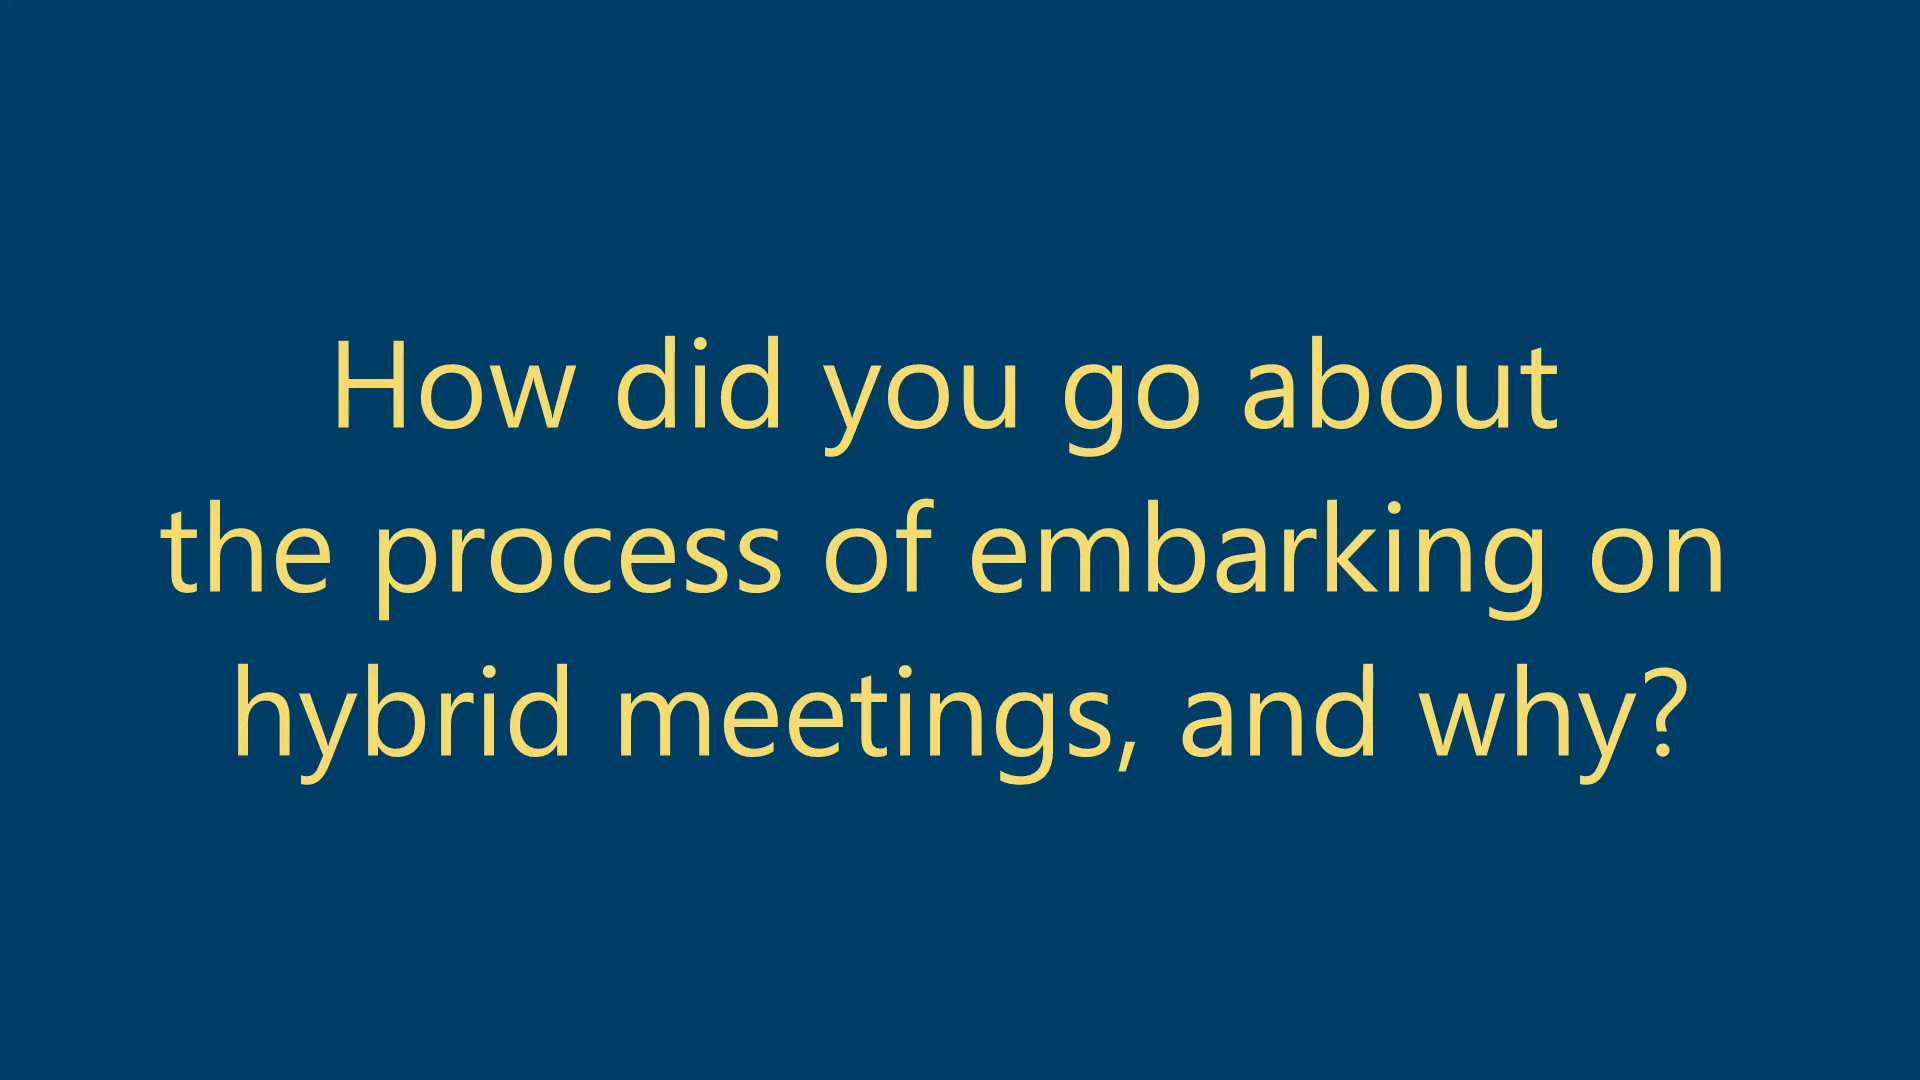 How did you go about
the process of embarking on
hybrid meetings, and why?